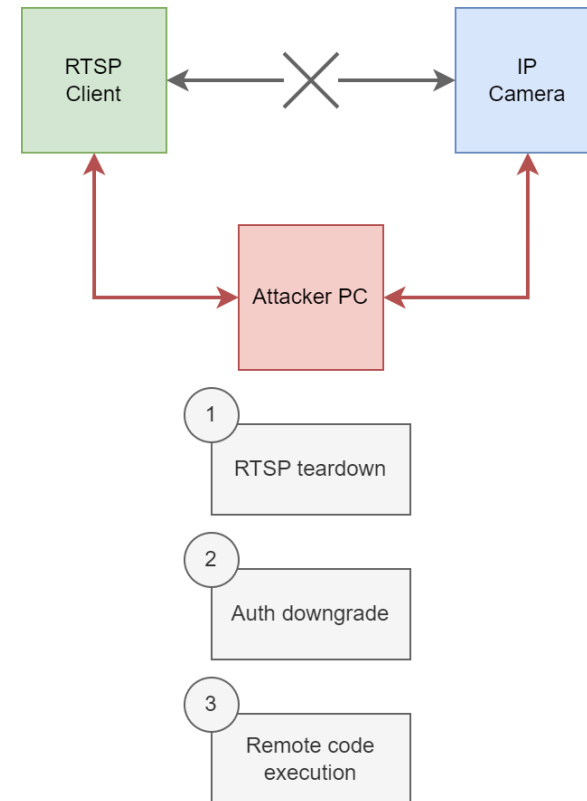 RTSP
Client
IP
Camera
Attacker PC
1
RTSP teardown
2
Auth downgrade
3
Remote code
execution